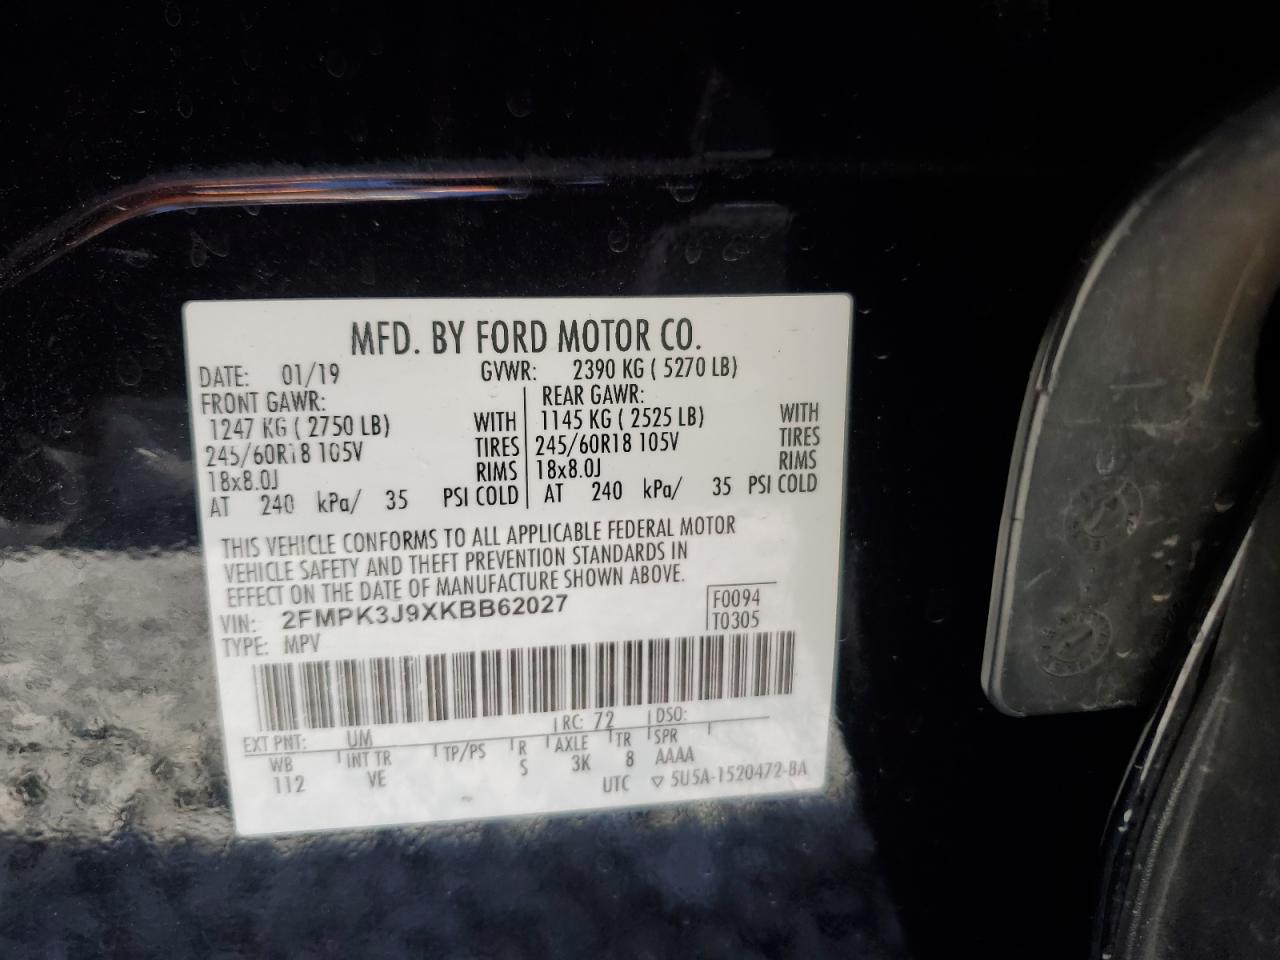 MFD. BY FORD MOTOR CO.
DATE: 01/19 GVWR: 2390 KG ( 5270 LB)
FRONT GAWR: REAR GAWR:
1247 KG ( 2750 LB) WITH 1145 KG ( 2525 LB) WITH
245/60R18 105V TIRES 245/60R18 105V TIRES
18x8.0J RIMS 18x8.0J RIMS
AT 240 kPa/ 35 PSI COLD AT 240 kPa/ 35 PSI COLD
THIS VEHICLE CONFORMS TO ALL APPLICABLE FEDERAL MOTOR
VEHICLE SAFETY AND THEFT PREVENTION STANDARDS IN
EFFECT ON THE DATE OF MANUFACTURE SHOWN ABOVE.
VIN: 2FMPK3J9XKBB62027 F0094
TYPE: MPV T0305
EXT PNT: UM RC: 72 DSO:
WB INT TR TP/PS R AXLE TR SPR
112 VE S 3K 8 AAAA
UTC ▽ 5U5A-1520472-BA